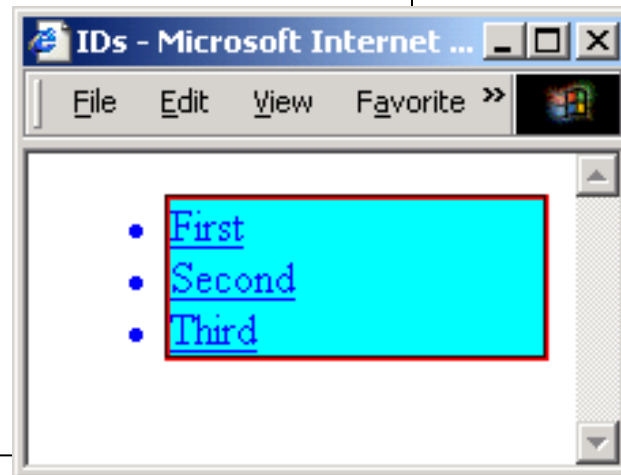 IDs - Microsoft Internet ...
File Edit View Favorite »
• First
• Second
• Third